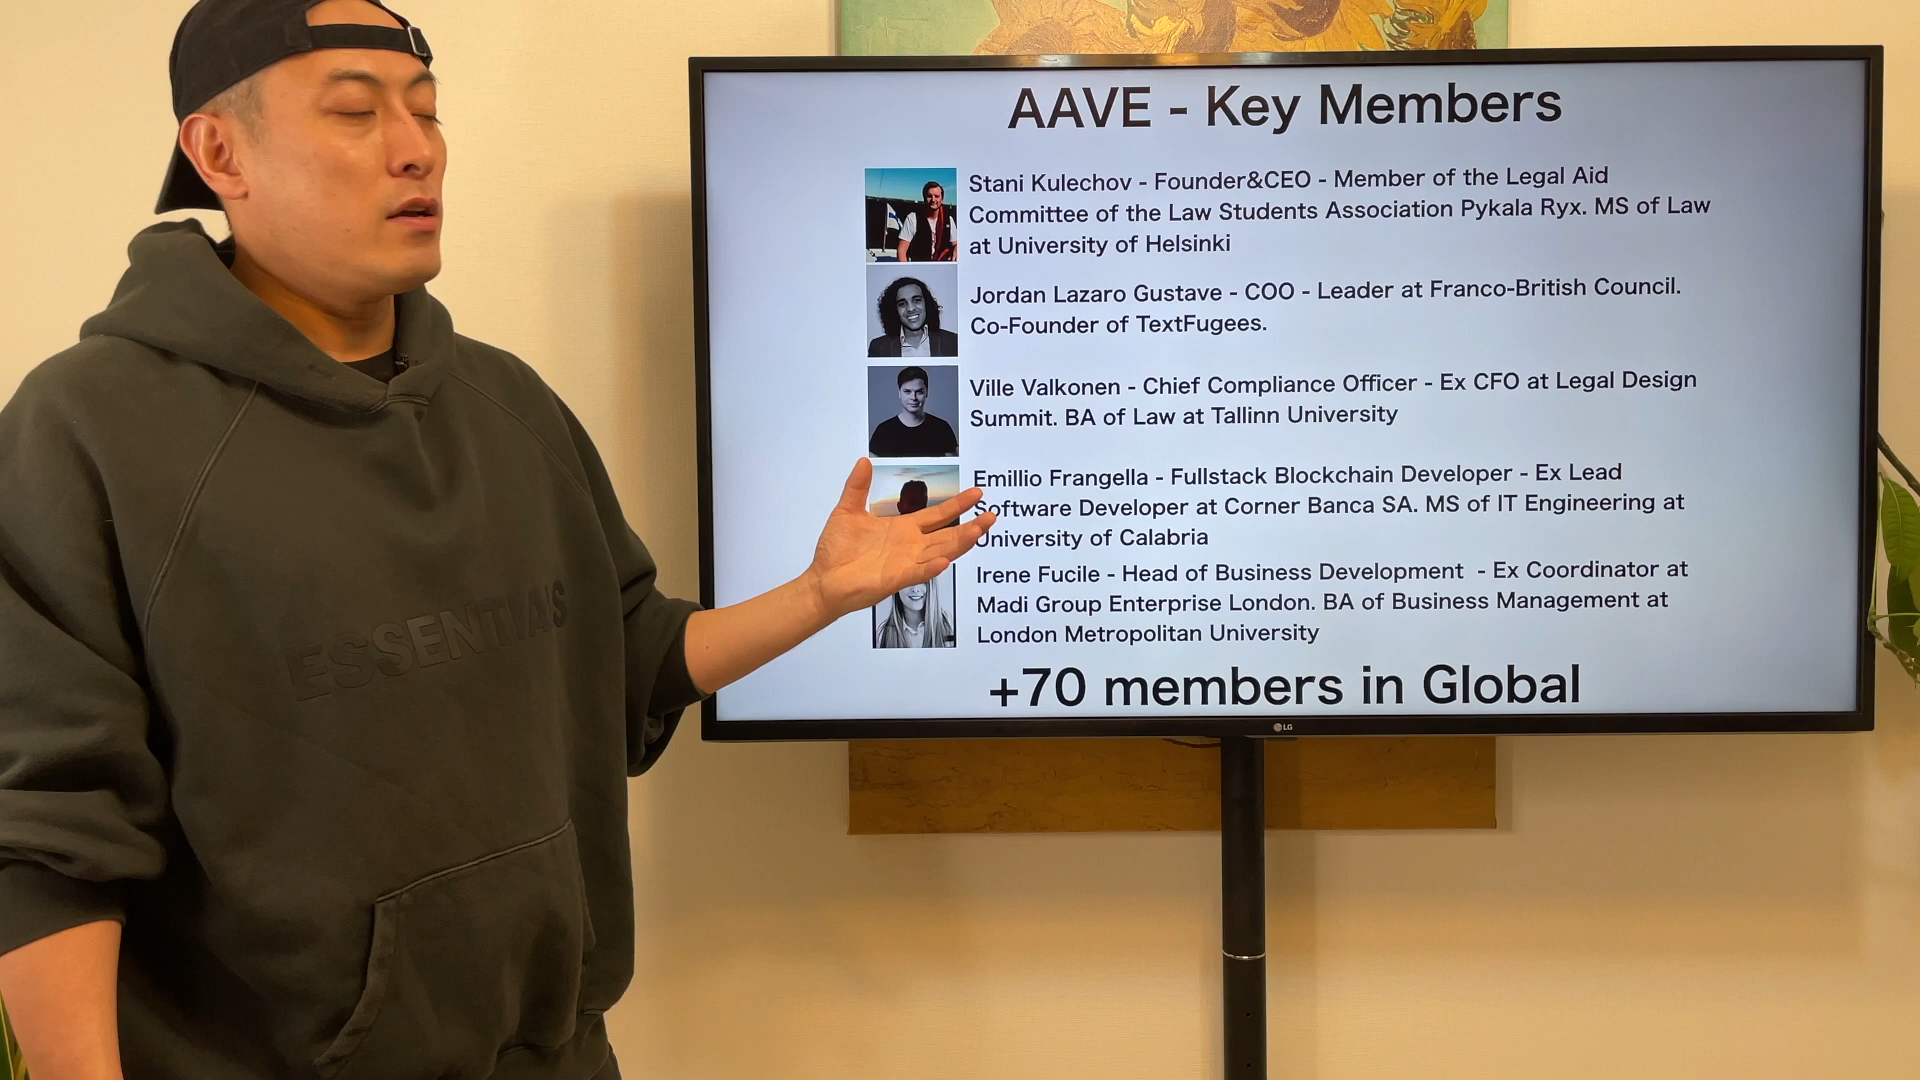 AAVE - Key Members
Stani Kulechov - Founder&CEO - Member of the Legal Aid
Committee of the Law Students Association Pykala Ryx. MS of Law
at University of Helsinki
Jordan Lazaro Gustave - COO - Leader at Franco-British Council.
Co-Founder of TextFugees.
Ville Valkonen - Chief Compliance Officer - Ex CFO at Legal Design
Summit. BA of Law at Tallinn University
Emillio Frangella - Fullstack Blockchain Developer - Ex Lead
Software Developer at Corner Banca SA. MS of IT Engineering at
University of Calabria
Irene Fucile - Head of Business Development - Ex Coordinator at
Madi Group Enterprise London. BA of Business Management at
London Metropolitan University
+70 members in Global
LG
ESSENTIALS